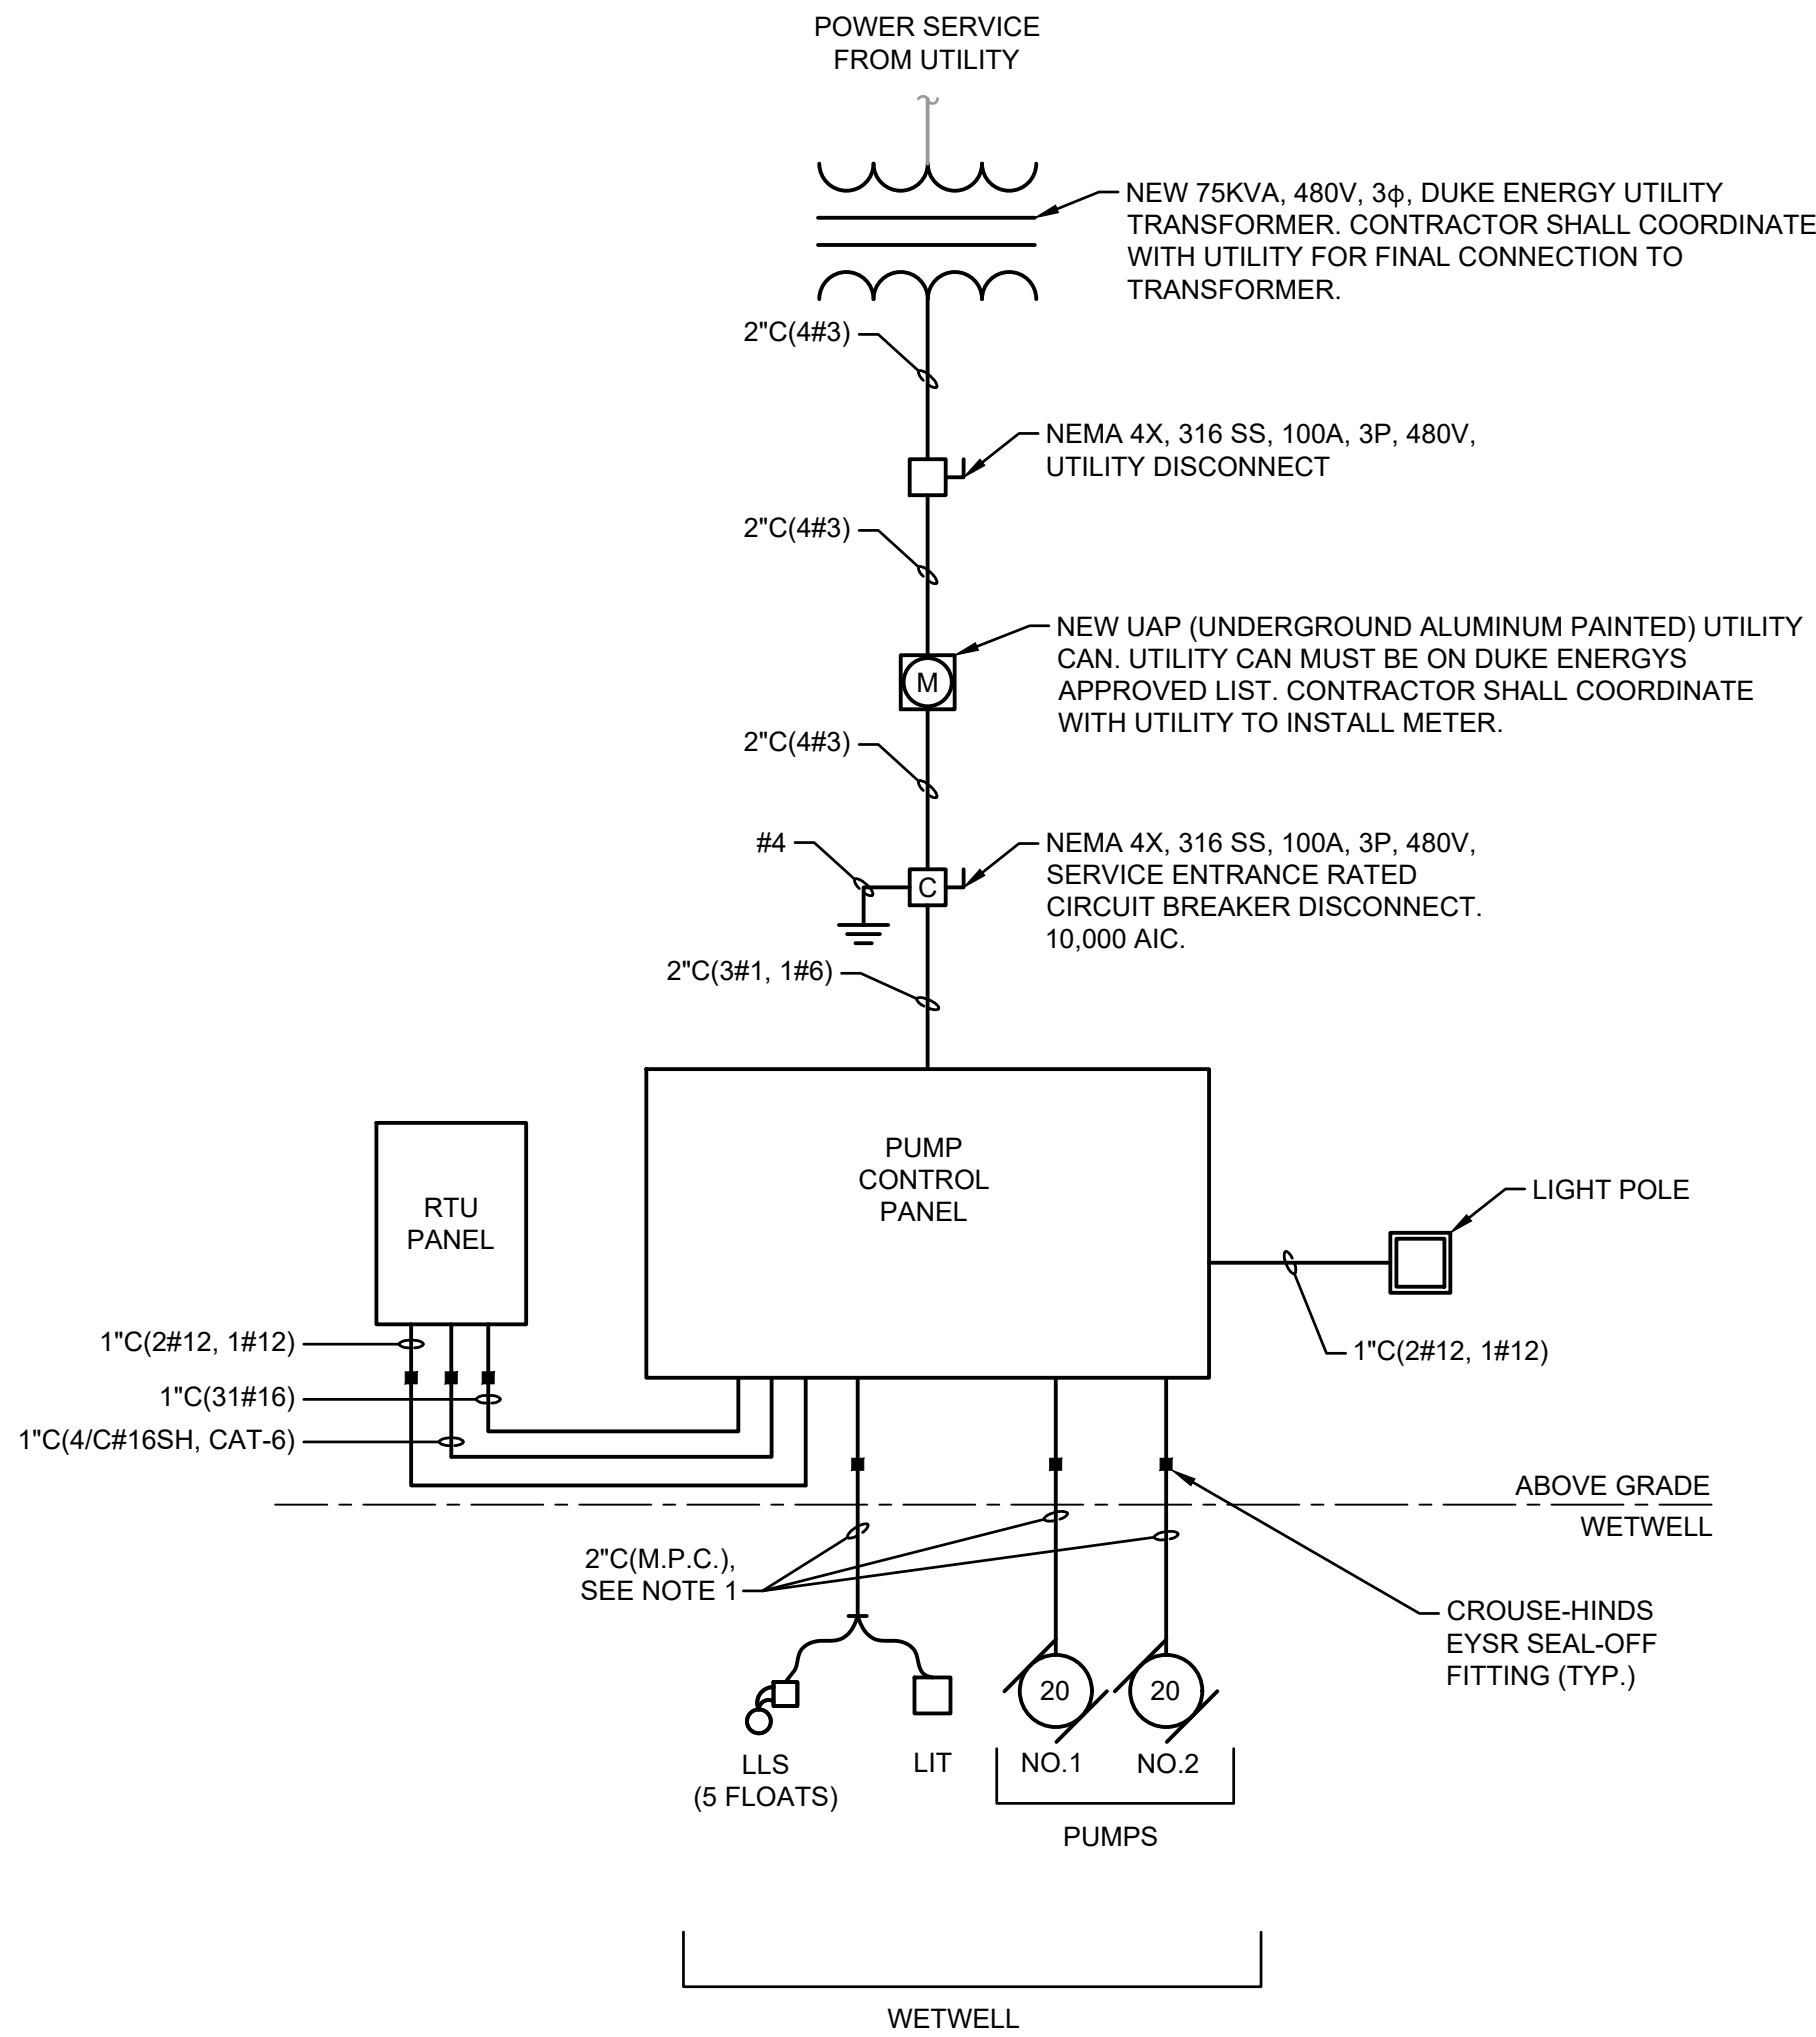 POWER SERVICE
FROM UTILITY
NEW 75KVA, 480V, 3ϕ, DUKE ENERGY UTILITY
TRANSFORMER. CONTRACTOR SHALL COORDINATE
WITH UTILITY FOR FINAL CONNECTION TO
TRANSFORMER.
2"C(4#3)
NEMA 4X, 316 SS, 100A, 3P, 480V,
UTILITY DISCONNECT
2"C(4#3)
NEW UAP (UNDERGROUND ALUMINUM PAINTED) UTILITY
CAN. UTILITY CAN MUST BE ON DUKE ENERGYS
APPROVED LIST. CONTRACTOR SHALL COORDINATE
WITH UTILITY TO INSTALL METER.
M
2"C(4#3)
#4
C
NEMA 4X, 316 SS, 100A, 3P, 480V,
SERVICE ENTRANCE RATED
CIRCUIT BREAKER DISCONNECT.
10,000 AIC.
2"C(3#1, 1#6)
PUMP
CONTROL
PANEL
RTU
PANEL
LIGHT POLE
1"C(2#12, 1#12)
1"C(2#12, 1#12)
1"C(31#16)
1"C(4/C#16SH, CAT-6)
ABOVE GRADE
WETWELL
2"C(M.P.C.),
SEE NOTE 1
CROUSE-HINDS
EYSR SEAL-OFF
FITTING (TYP.)
20
20
LLS
(5 FLOATS)
LIT
NO.1
NO.2
PUMPS
WETWELL